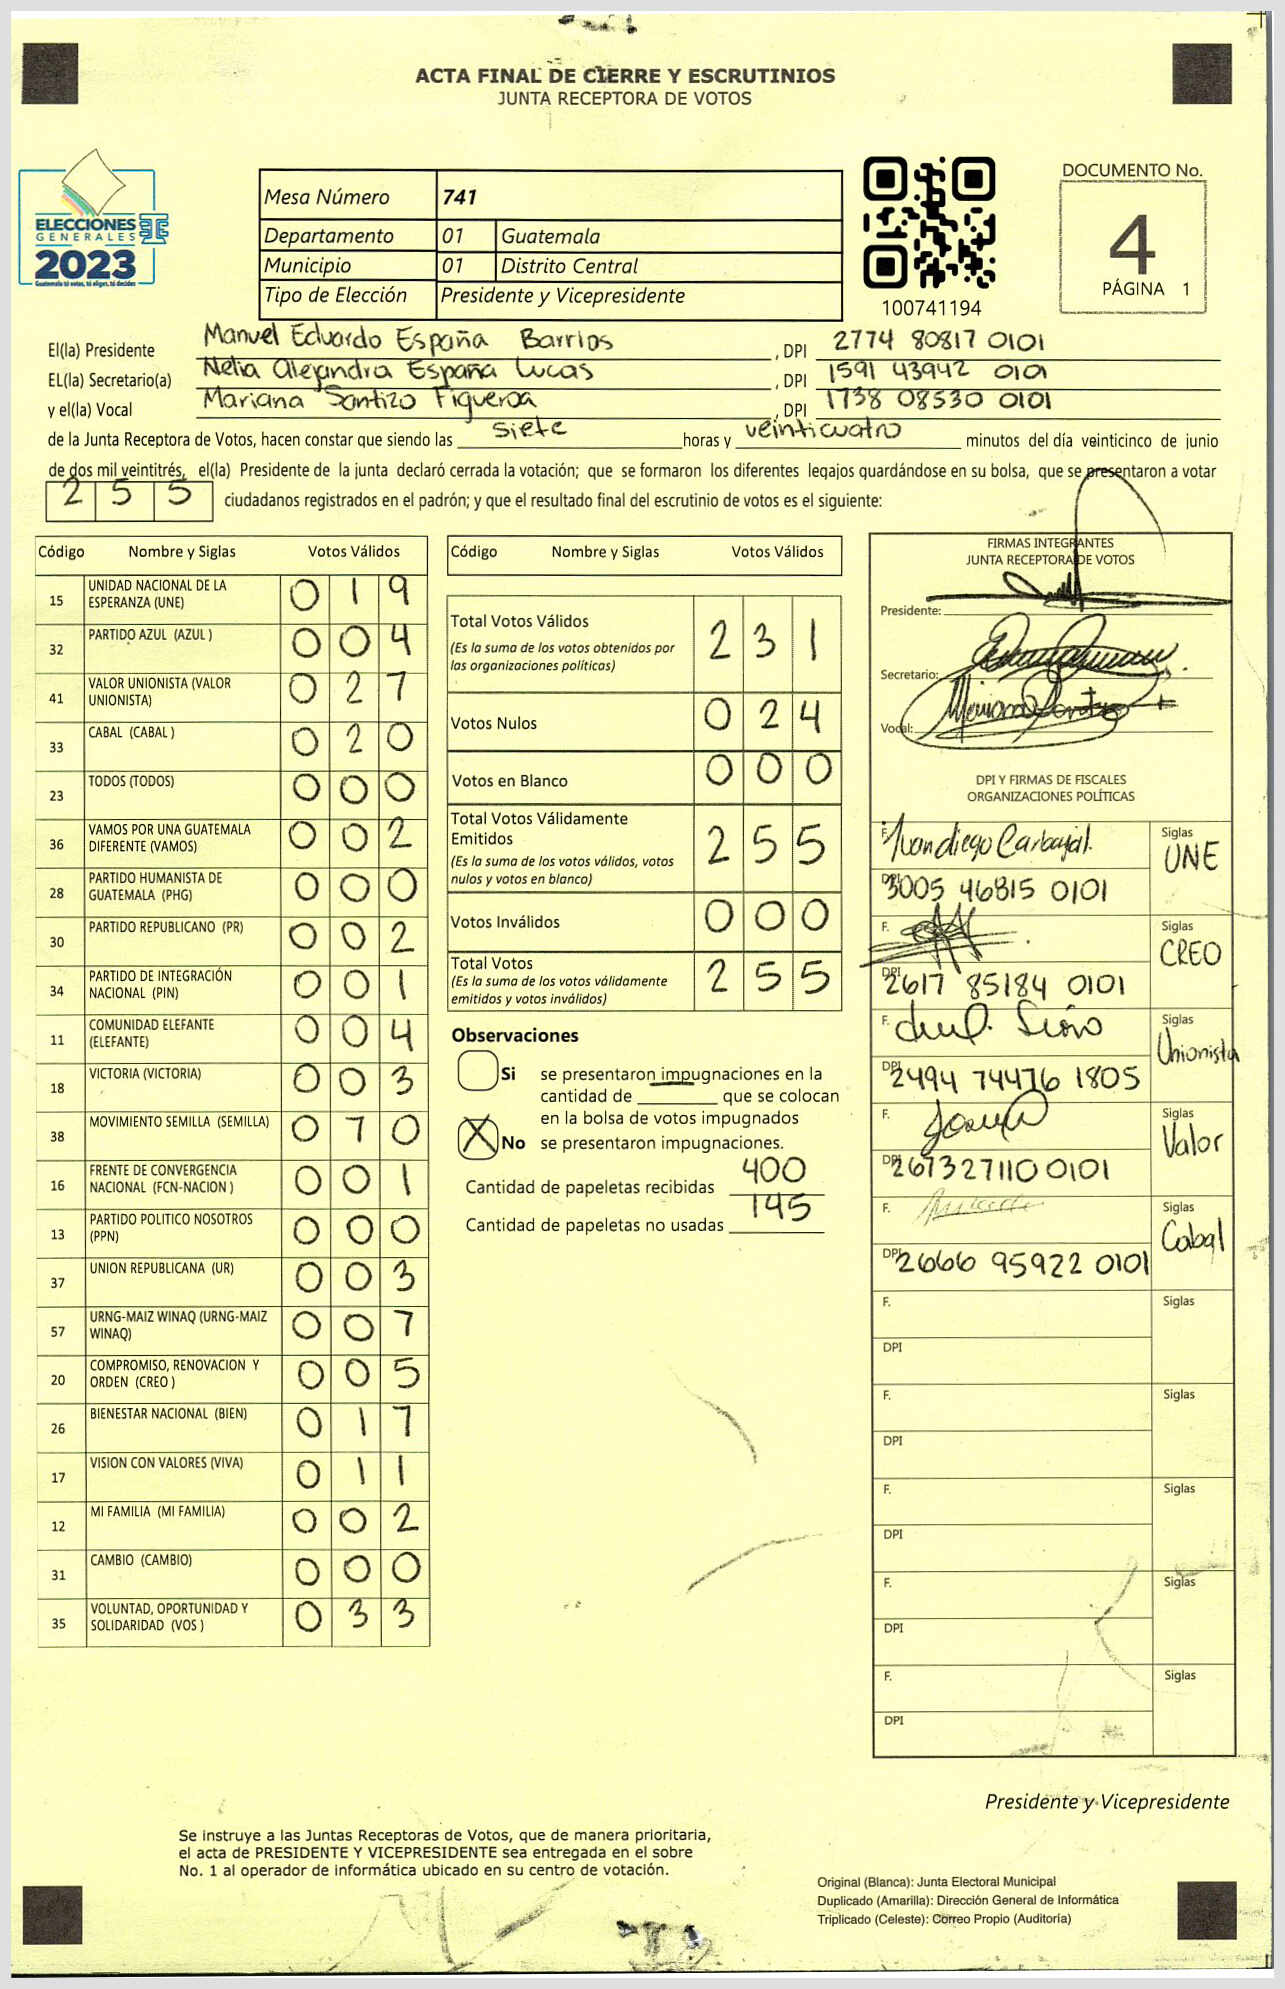 ACTA FINAL DE CIERRE Y ESCRUTINIOS
JUNTA RECEPTORA DE VOTOS
ELECCIONES
GENERALES
2023
Guatemala tú votas, tú eliges, tú decides
Mesa Número 741
Departamento 01 Guatemala
Municipio 01 Distrito Central
Tipo de Elección Presidente y Vicepresidente
100741194
DOCUMENTO No.
4
PÁGINA 1
El(la) Presidente Manuel Eduardo España Barrios , DPI 2774 80817 0101
EL(la) Secretario(a) Nelia Alejandra España Lucas , DPI 1591 43942 0101
y el(la) Vocal Mariana Santizo Figueroa , DPI 1738 08530 0101
de la Junta Receptora de Votos, hacen constar que siendo las siete horas y veinticuatro minutos del día veinticinco de junio
de dos mil veintitrés, el(la) Presidente de la junta declaró cerrada la votación; que se formaron los diferentes legajos guardándose en su bolsa, que se presentaron a votar
2 5 5 ciudadanos registrados en el padrón; y que el resultado final del escrutinio de votos es el siguiente:
Código Nombre y Siglas Votos Válidos
15 UNIDAD NACIONAL DE LA ESPERANZA (UNE) 0 1 9
32 PARTIDO AZUL (AZUL ) 0 0 4
41 VALOR UNIONISTA (VALOR UNIONISTA) 0 2 7
33 CABAL (CABAL ) 0 2 0
23 TODOS (TODOS) 0 0 0
36 VAMOS POR UNA GUATEMALA DIFERENTE (VAMOS) 0 0 2
28 PARTIDO HUMANISTA DE GUATEMALA (PHG) 0 0 0
30 PARTIDO REPUBLICANO (PR) 0 0 2
34 PARTIDO DE INTEGRACIÓN NACIONAL (PIN) 0 0 1
11 COMUNIDAD ELEFANTE (ELEFANTE) 0 0 4
18 VICTORIA (VICTORIA) 0 0 3
38 MOVIMIENTO SEMILLA (SEMILLA) 0 7 0
16 FRENTE DE CONVERGENCIA NACIONAL (FCN-NACION ) 0 0 1
13 PARTIDO POLITICO NOSOTROS (PPN) 0 0 0
37 UNION REPUBLICANA (UR) 0 0 3
57 URNG-MAIZ WINAQ (URNG-MAIZ WINAQ) 0 0 7
20 COMPROMISO, RENOVACION Y ORDEN (CREO ) 0 0 5
26 BIENESTAR NACIONAL (BIEN) 0 1 7
17 VISION CON VALORES (VIVA) 0 1 1
12 MI FAMILIA (MI FAMILIA) 0 0 2
31 CAMBIO (CAMBIO) 0 0 0
35 VOLUNTAD, OPORTUNIDAD Y SOLIDARIDAD (VOS ) 0 3 3
Código Nombre y Siglas Votos Válidos
Total Votos Válidos 2 3 1
(Es la suma de los votos obtenidos por
las organizaciones políticas)
Votos Nulos 0 2 4
Votos en Blanco 0 0 0
Total Votos Válidamente
Emitidos 2 5 5
(Es la suma de los votos válidos, votos
nulos y votos en blanco)
Votos Inválidos 0 0 0
Total Votos 2 5 5
(Es la suma de los votos válidamente
emitidos y votos inválidos)
Observaciones
Si se presentaron impugnaciones en la
cantidad de ________ que se colocan
en la bolsa de votos impugnados
X No se presentaron impugnaciones.
Cantidad de papeletas recibidas 400
Cantidad de papeletas no usadas 145
FIRMAS INTEGRANTES
JUNTA RECEPTORA DE VOTOS
Presidente:
Secretario:
Vocal:
DPI Y FIRMAS DE FISCALES
ORGANIZACIONES POLÍTICAS
F. Juandiego Carbajal. Siglas UNE
DPI 3005 46815 0101
F. Siglas CREO
DPI 2617 85184 0101
F. Siglas Unionista
DPI 2494 74476 1805
F. Siglas Valor
DPI 2673271100101
F. Siglas Cabal
DPI 2666 95922 0101
F. Siglas
DPI
F. Siglas
DPI
F. Siglas
DPI
F. Siglas
DPI
F. Siglas
DPI
Presidente y Vicepresidente
Se instruye a las Juntas Receptoras de Votos, que de manera prioritaria,
el acta de PRESIDENTE Y VICEPRESIDENTE sea entregada en el sobre
No. 1 al operador de informática ubicado en su centro de votación.
Original (Blanca): Junta Electoral Municipal
Duplicado (Amarilla): Dirección General de Informática
Triplicado (Celeste): Correo Propio (Auditoría)